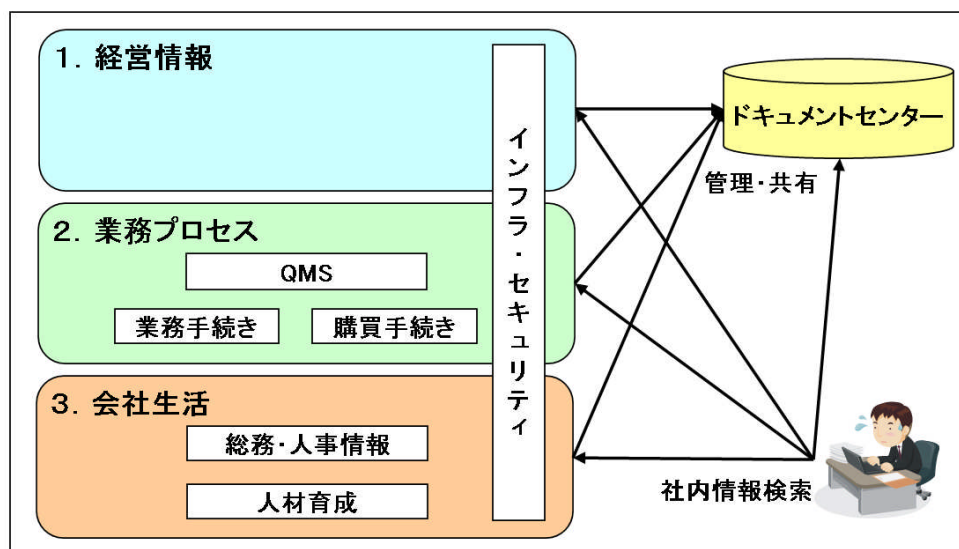 1. 経営情報
2. 業務プロセス
QMS
業務手続き
購買手続き
3. 会社生活
総務・人事情報
人材育成
インフラ・セキュリティ
ドキュメントセンター
管理・共有
社内情報検索